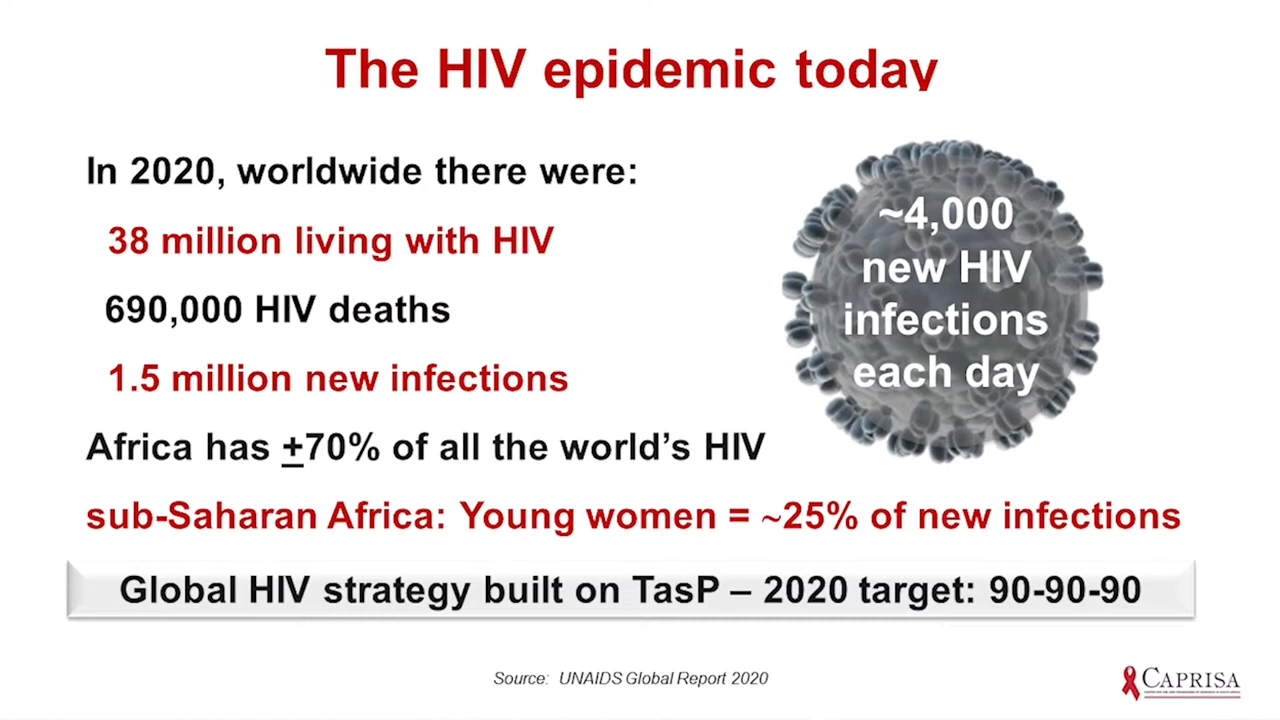 The HIV epidemic today
In 2020, worldwide there were:
38 million living with HIV
690,000 HIV deaths
1.5 million new infections
Africa has ±70% of all the world’s HIV
sub-Saharan Africa: Young women = ~25% of new infections
~4,000
new HIV
infections
each day
Global HIV strategy built on TasP – 2020 target: 90-90-90
Source: UNAIDS Global Report 2020
CAPRISA